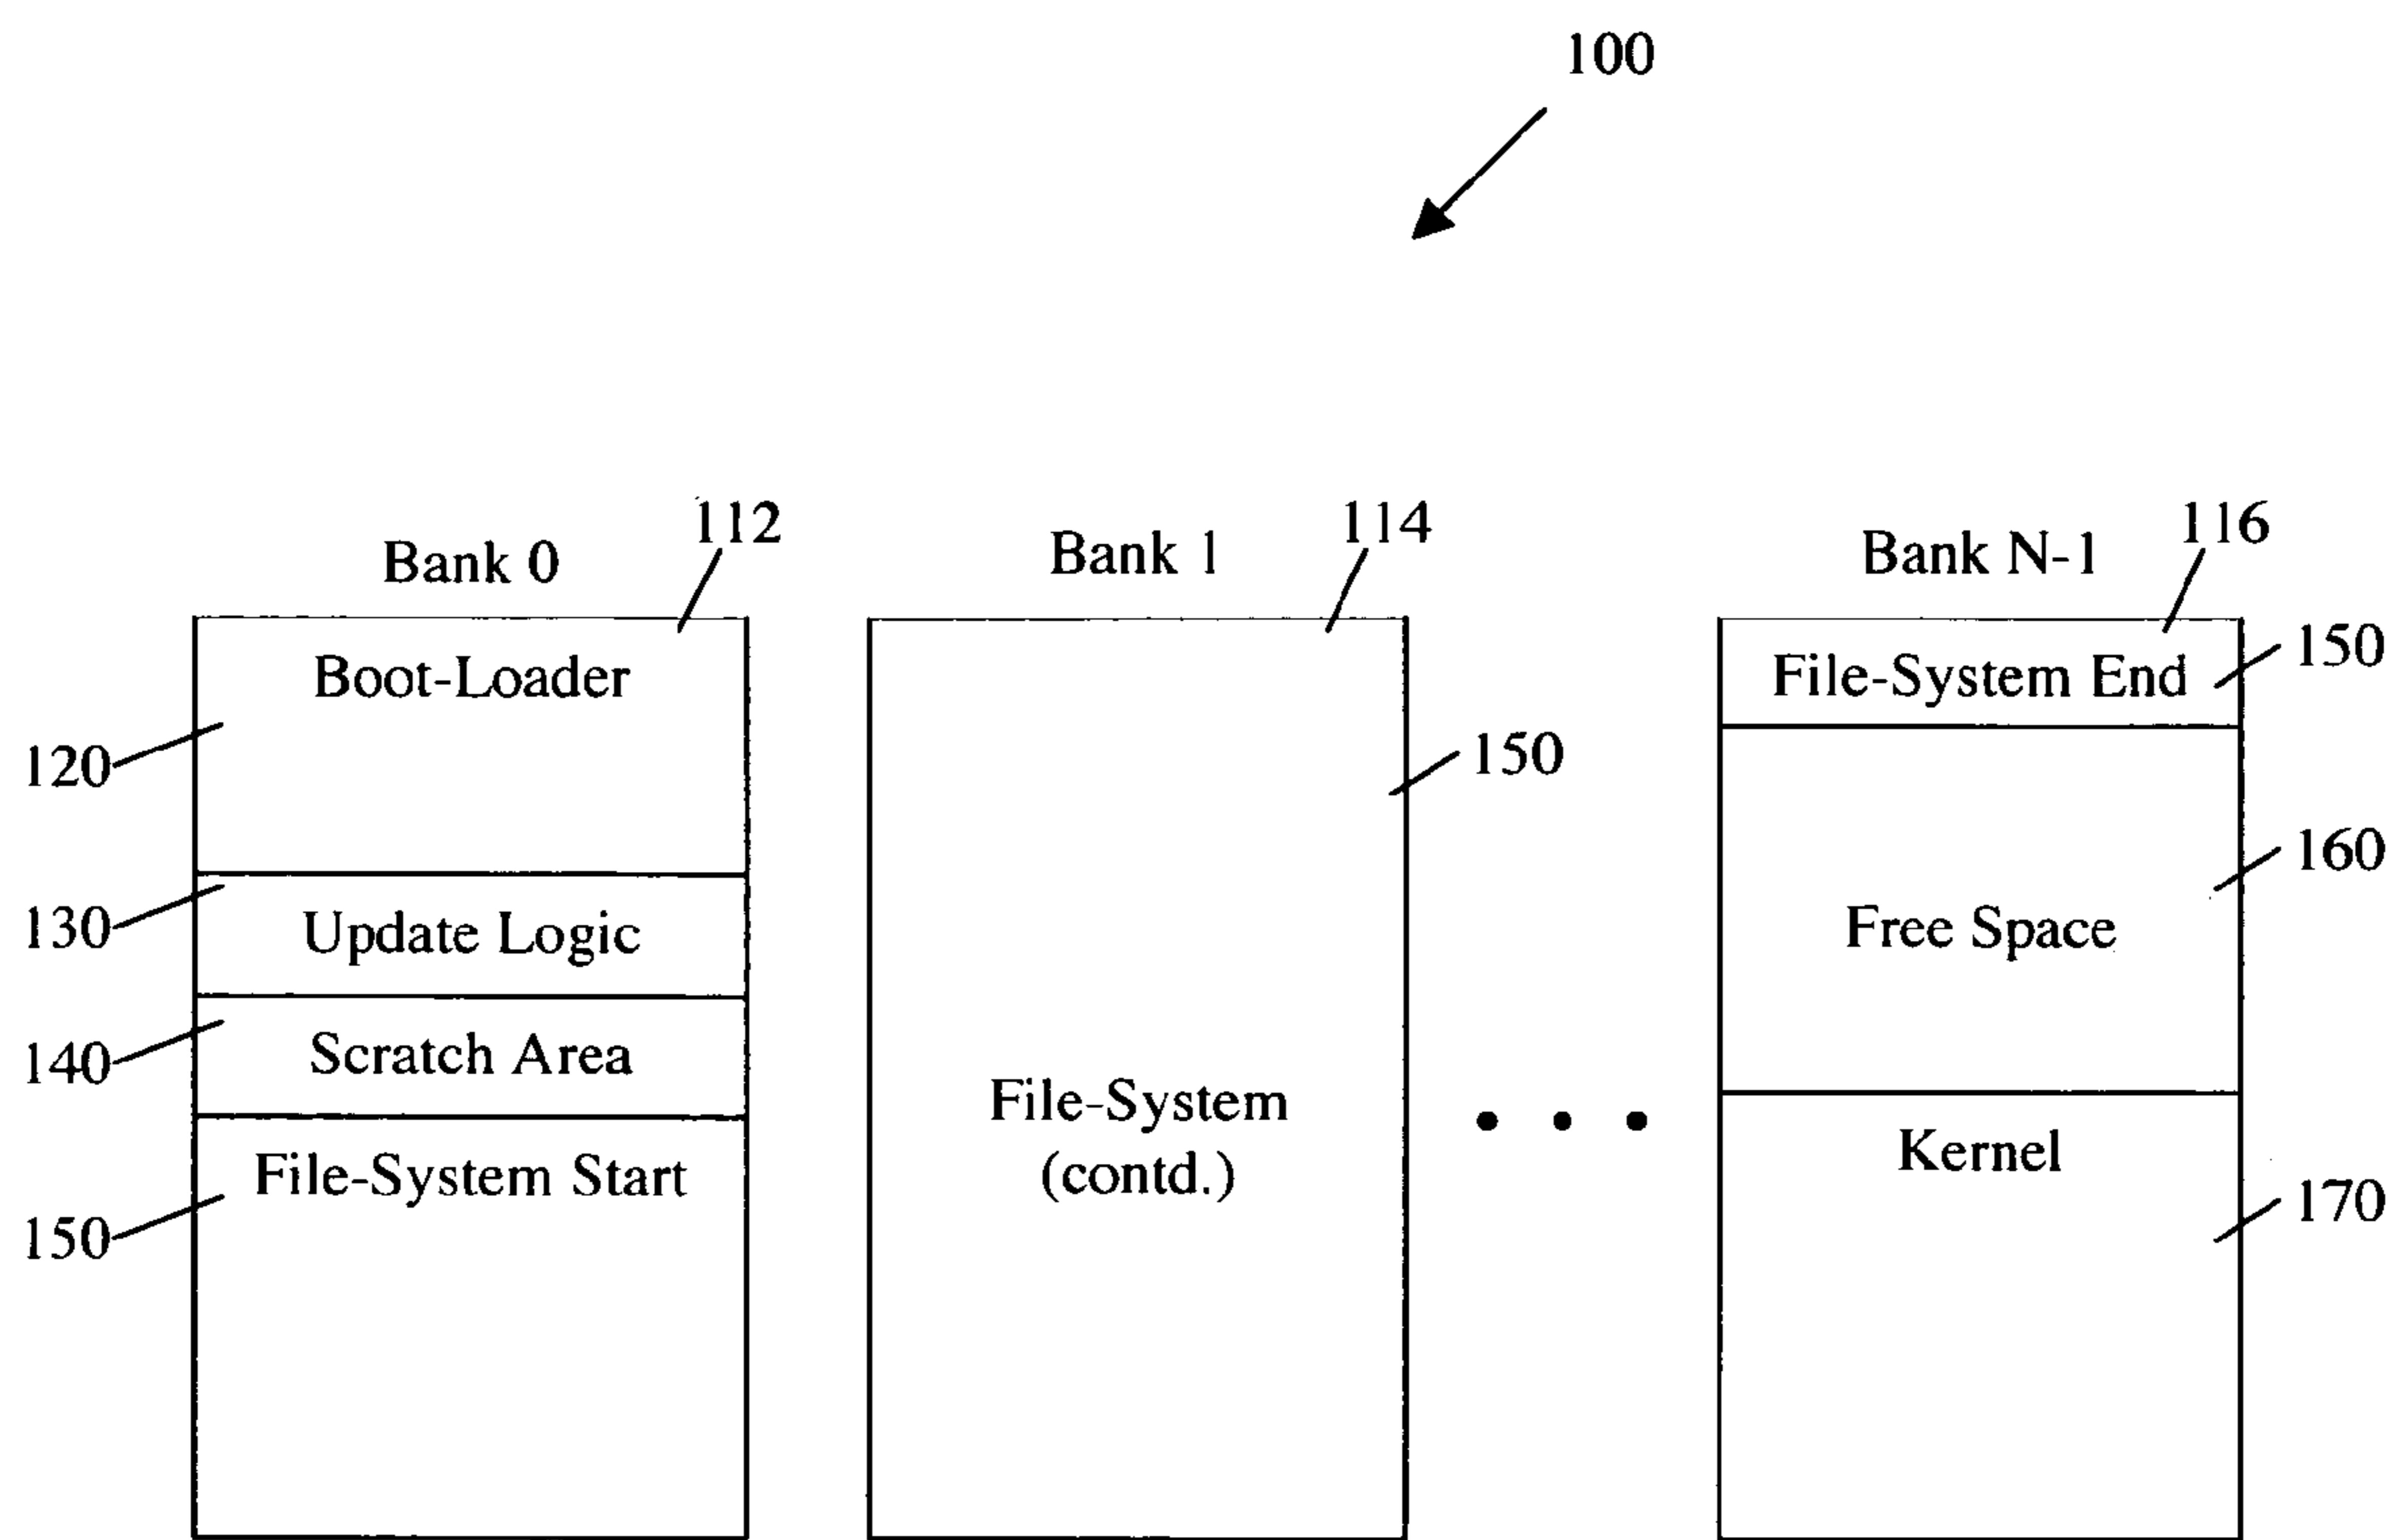 100
112
114
116
Bank 0
Bank 1
Bank N-1
Boot-Loader
120
Update Logic
130
Scratch Area
140
File-System Start
150
File-System
(contd.)
150
File-System End
150
Free Space
160
Kernel
170